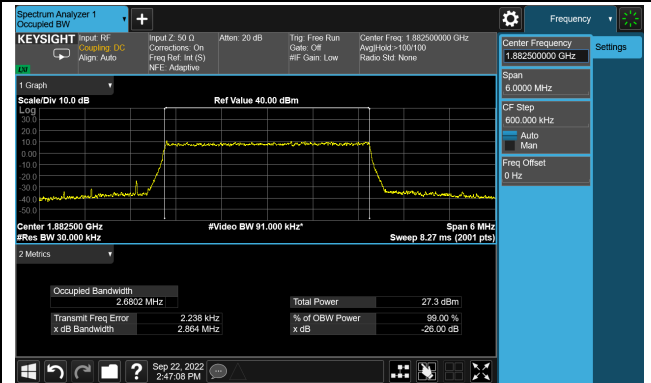 Spectrum Analyzer 1
Occupied BW
Frequency
KEYSIGHT
Input: RF
Coupling: DC
Align: Auto
Input Z: 50 Ω
Corrections: On
Freq Ref: Int (S)
NFE: Adaptive
Atten: 20 dB
Trig: Free Run
Gate: Off
#IF Gain: Low
Center Freq: 1.882500000 GHz
Avg|Hold:>100/100
Radio Std: None
LXI
Center Frequency
1.882500000 GHz
Settings
Span
6.0000 MHz
CF Step
600.000 kHz
Auto
Man
Freq Offset
0 Hz
1 Graph
Scale/Div 10.0 dB
Ref Value 40.00 dBm
Log
30.0
20.0
10.0
0.00
-10.0
-20.0
-30.0
-40.0
-50.0
Center 1.882500 GHz
#Video BW 91.000 kHz*
Span 6 MHz
#Res BW 30.000 kHz
Sweep 8.27 ms (2001 pts)
2 Metrics
Occupied Bandwidth
2.6802 MHz
Total Power
27.3 dBm
Transmit Freq Error
2.238 kHz
% of OBW Power
99.00 %
x dB Bandwidth
2.864 MHz
x dB
-26.00 dB
?
Sep 22, 2022
2:47:08 PM